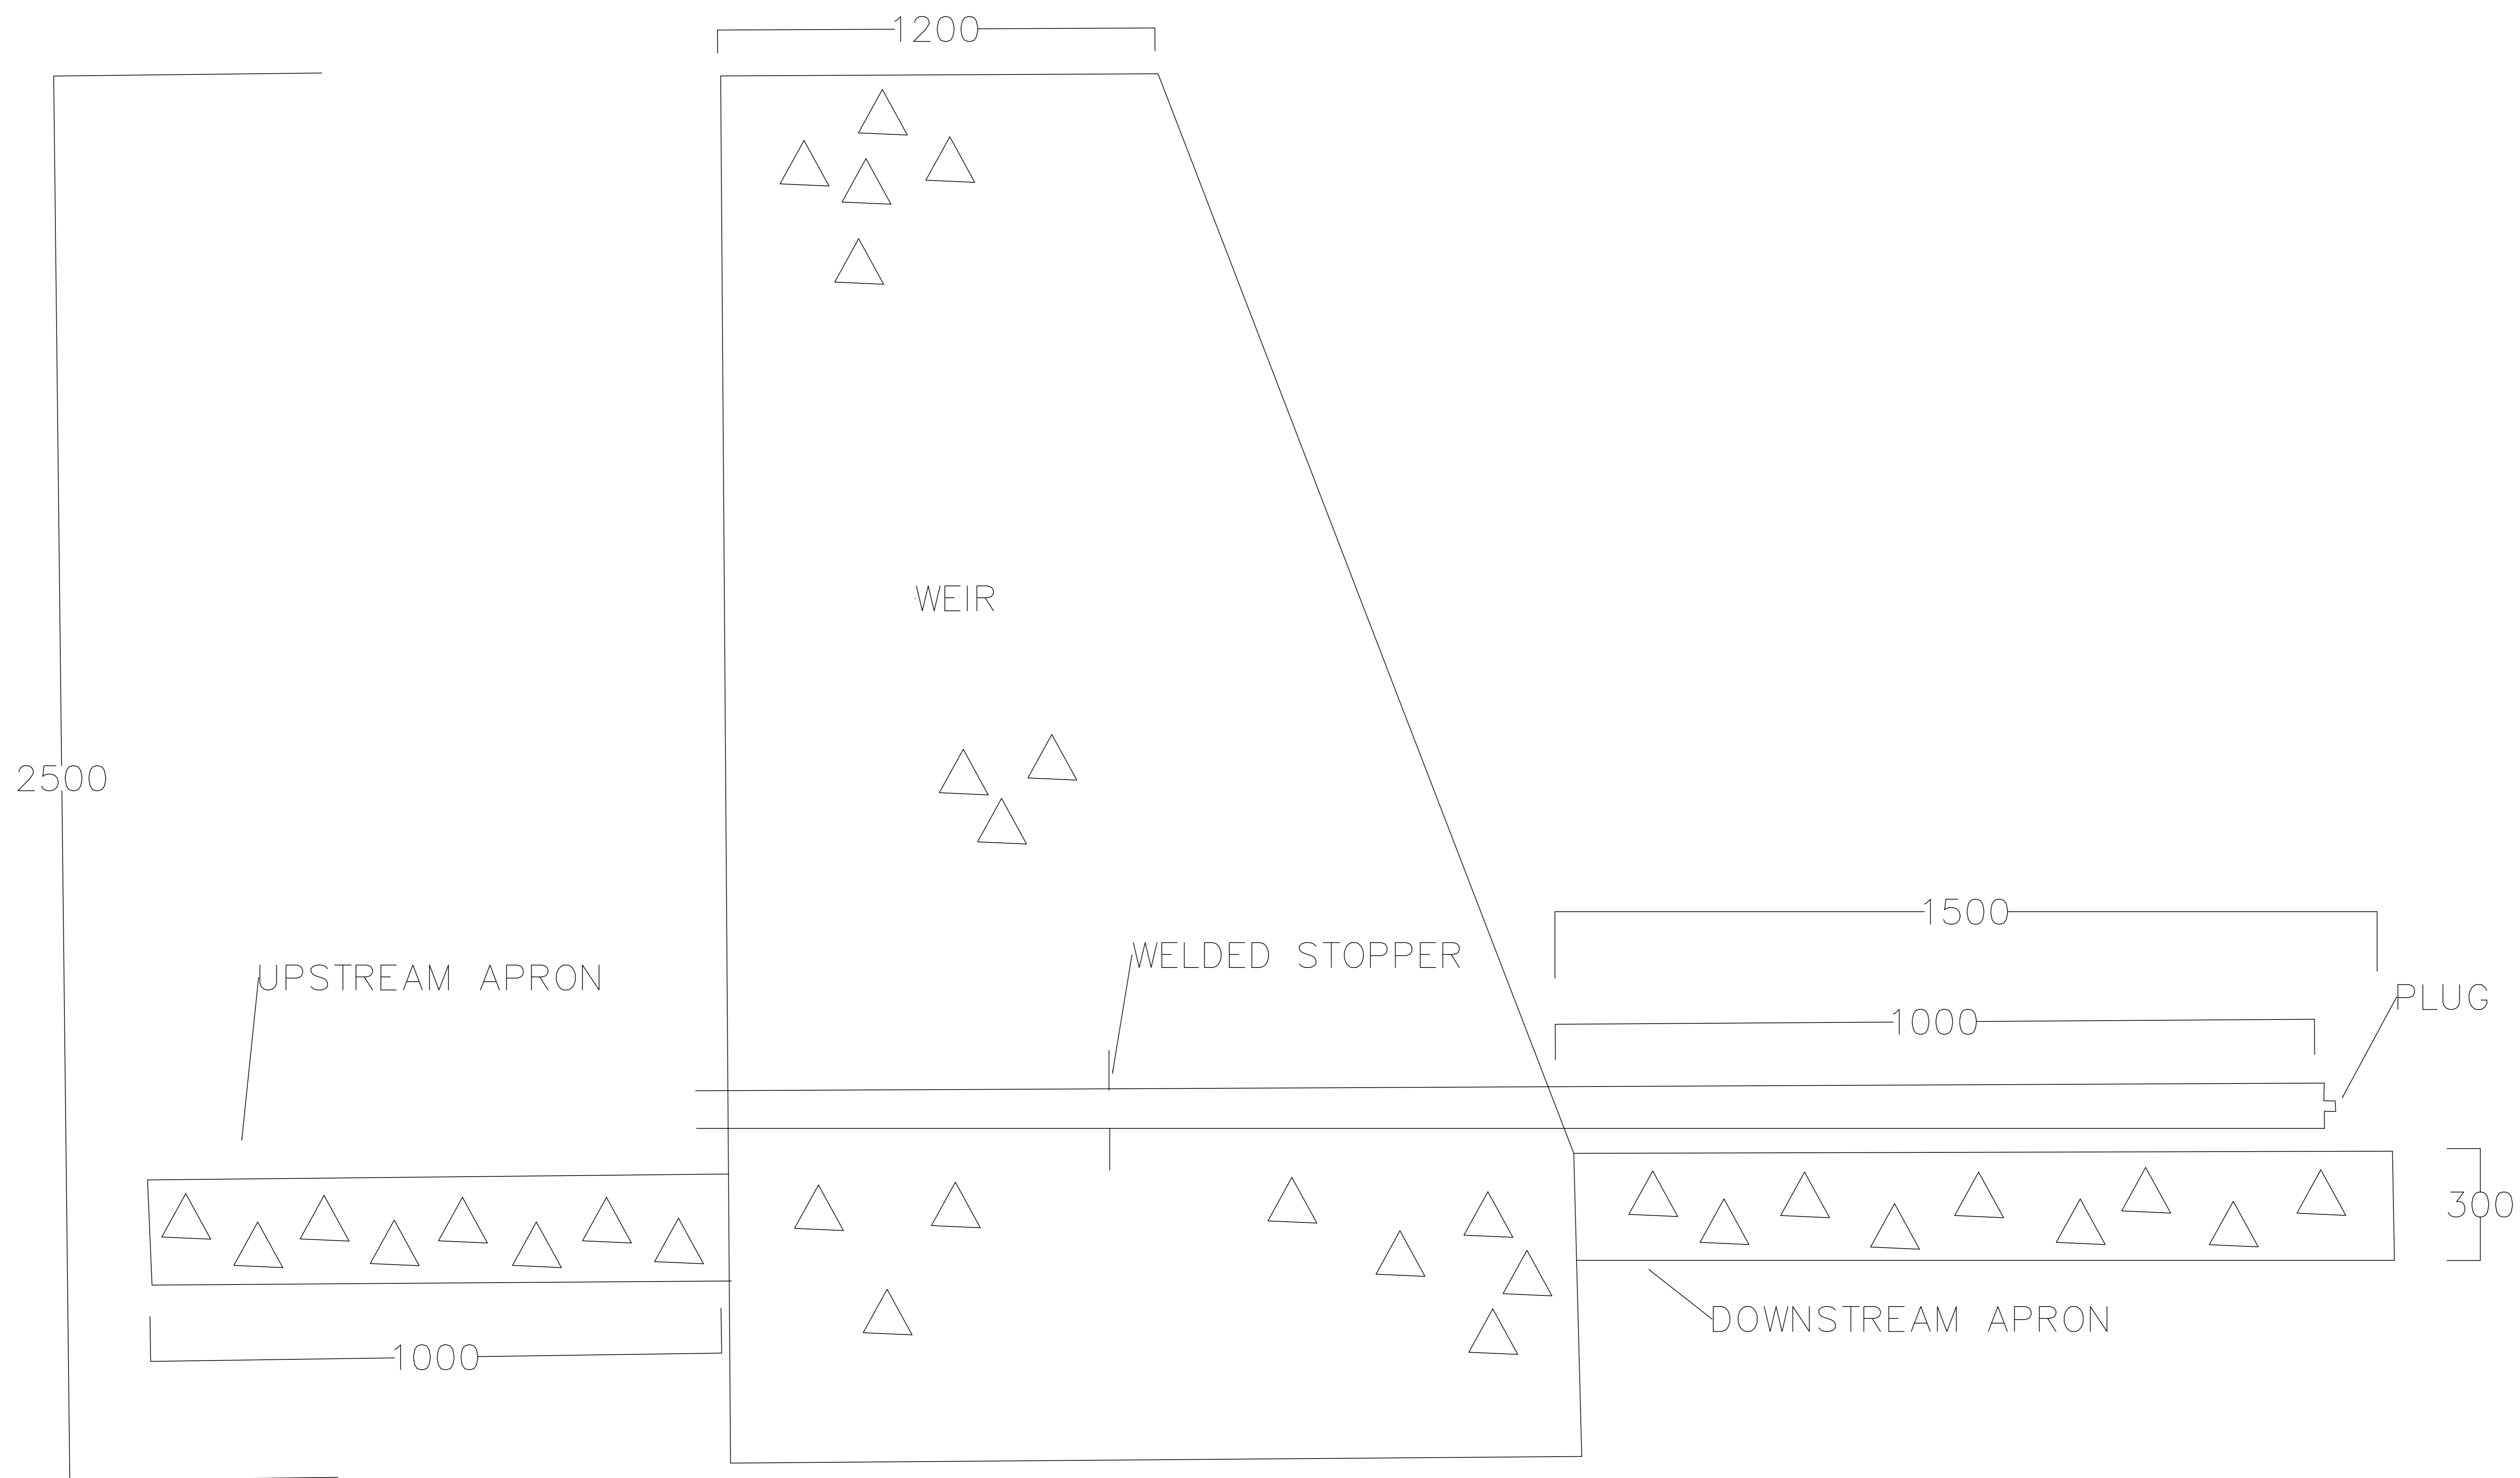 1200
WEIR
2500
1500
WELDED STOPPER
UPSTREAM APRON
PLUG
1000
300
DOWNSTREAM APRON
1000